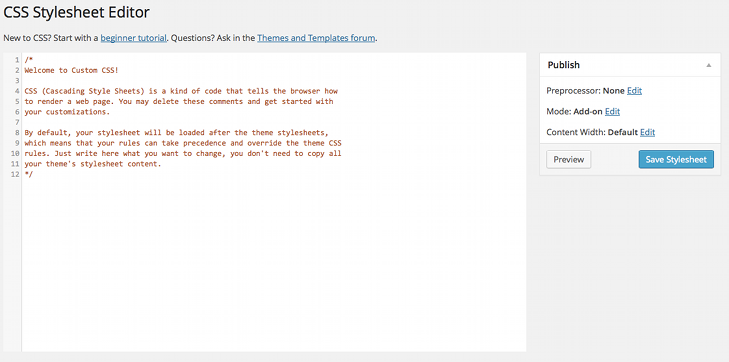 CSS Stylesheet Editor
New to CSS? Start with a beginner tutorial. Questions? Ask in the Themes and Templates forum.
1 /*
2 Welcome to Custom CSS!
3
4 CSS (Cascading Style Sheets) is a kind of code that tells the browser how
5 to render a web page. You may delete these comments and get started with
6 your customizations.
7
8 By default, your stylesheet will be loaded after the theme stylesheets,
9 which means that your rules can take precedence and override the theme CSS
10 rules. Just write here what you want to change, you don't need to copy all
11 your theme's stylesheet content.
12 */
Publish
Preprocessor: None Edit
Mode: Add-on Edit
Content Width: Default Edit
Preview
Save Stylesheet